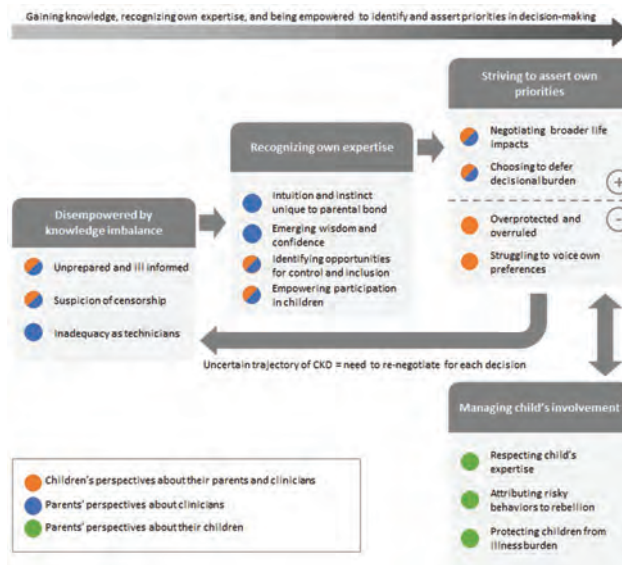 Gaining knowledge, recognizing own expertise, and being empowered to identify and assert priorities in decision-making
Striving to assert own
priorities
Negotiating broader life
impacts
Choosing to defer
decisional burden
+
−
Overprotected and
overruled
Struggling to voice own
preferences
Recognizing own expertise
Intuition and instinct
unique to parental bond
Emerging wisdom and
confidence
Identifying opportunities
for control and inclusion
Empowering participation
in children
Disempowered by
knowledge imbalance
Unprepared and ill informed
Suspicion of censorship
Inadequacy as technicians
Uncertain trajectory of CKD = need to re-negotiate for each decision
Managing child's involvement
Respecting child's
expertise
Attributing risky
behaviors to rebellion
Protecting children from
illness burden
Children's perspectives about their parents and clinicians
Parents' perspectives about clinicians
Parents' perspectives about their children